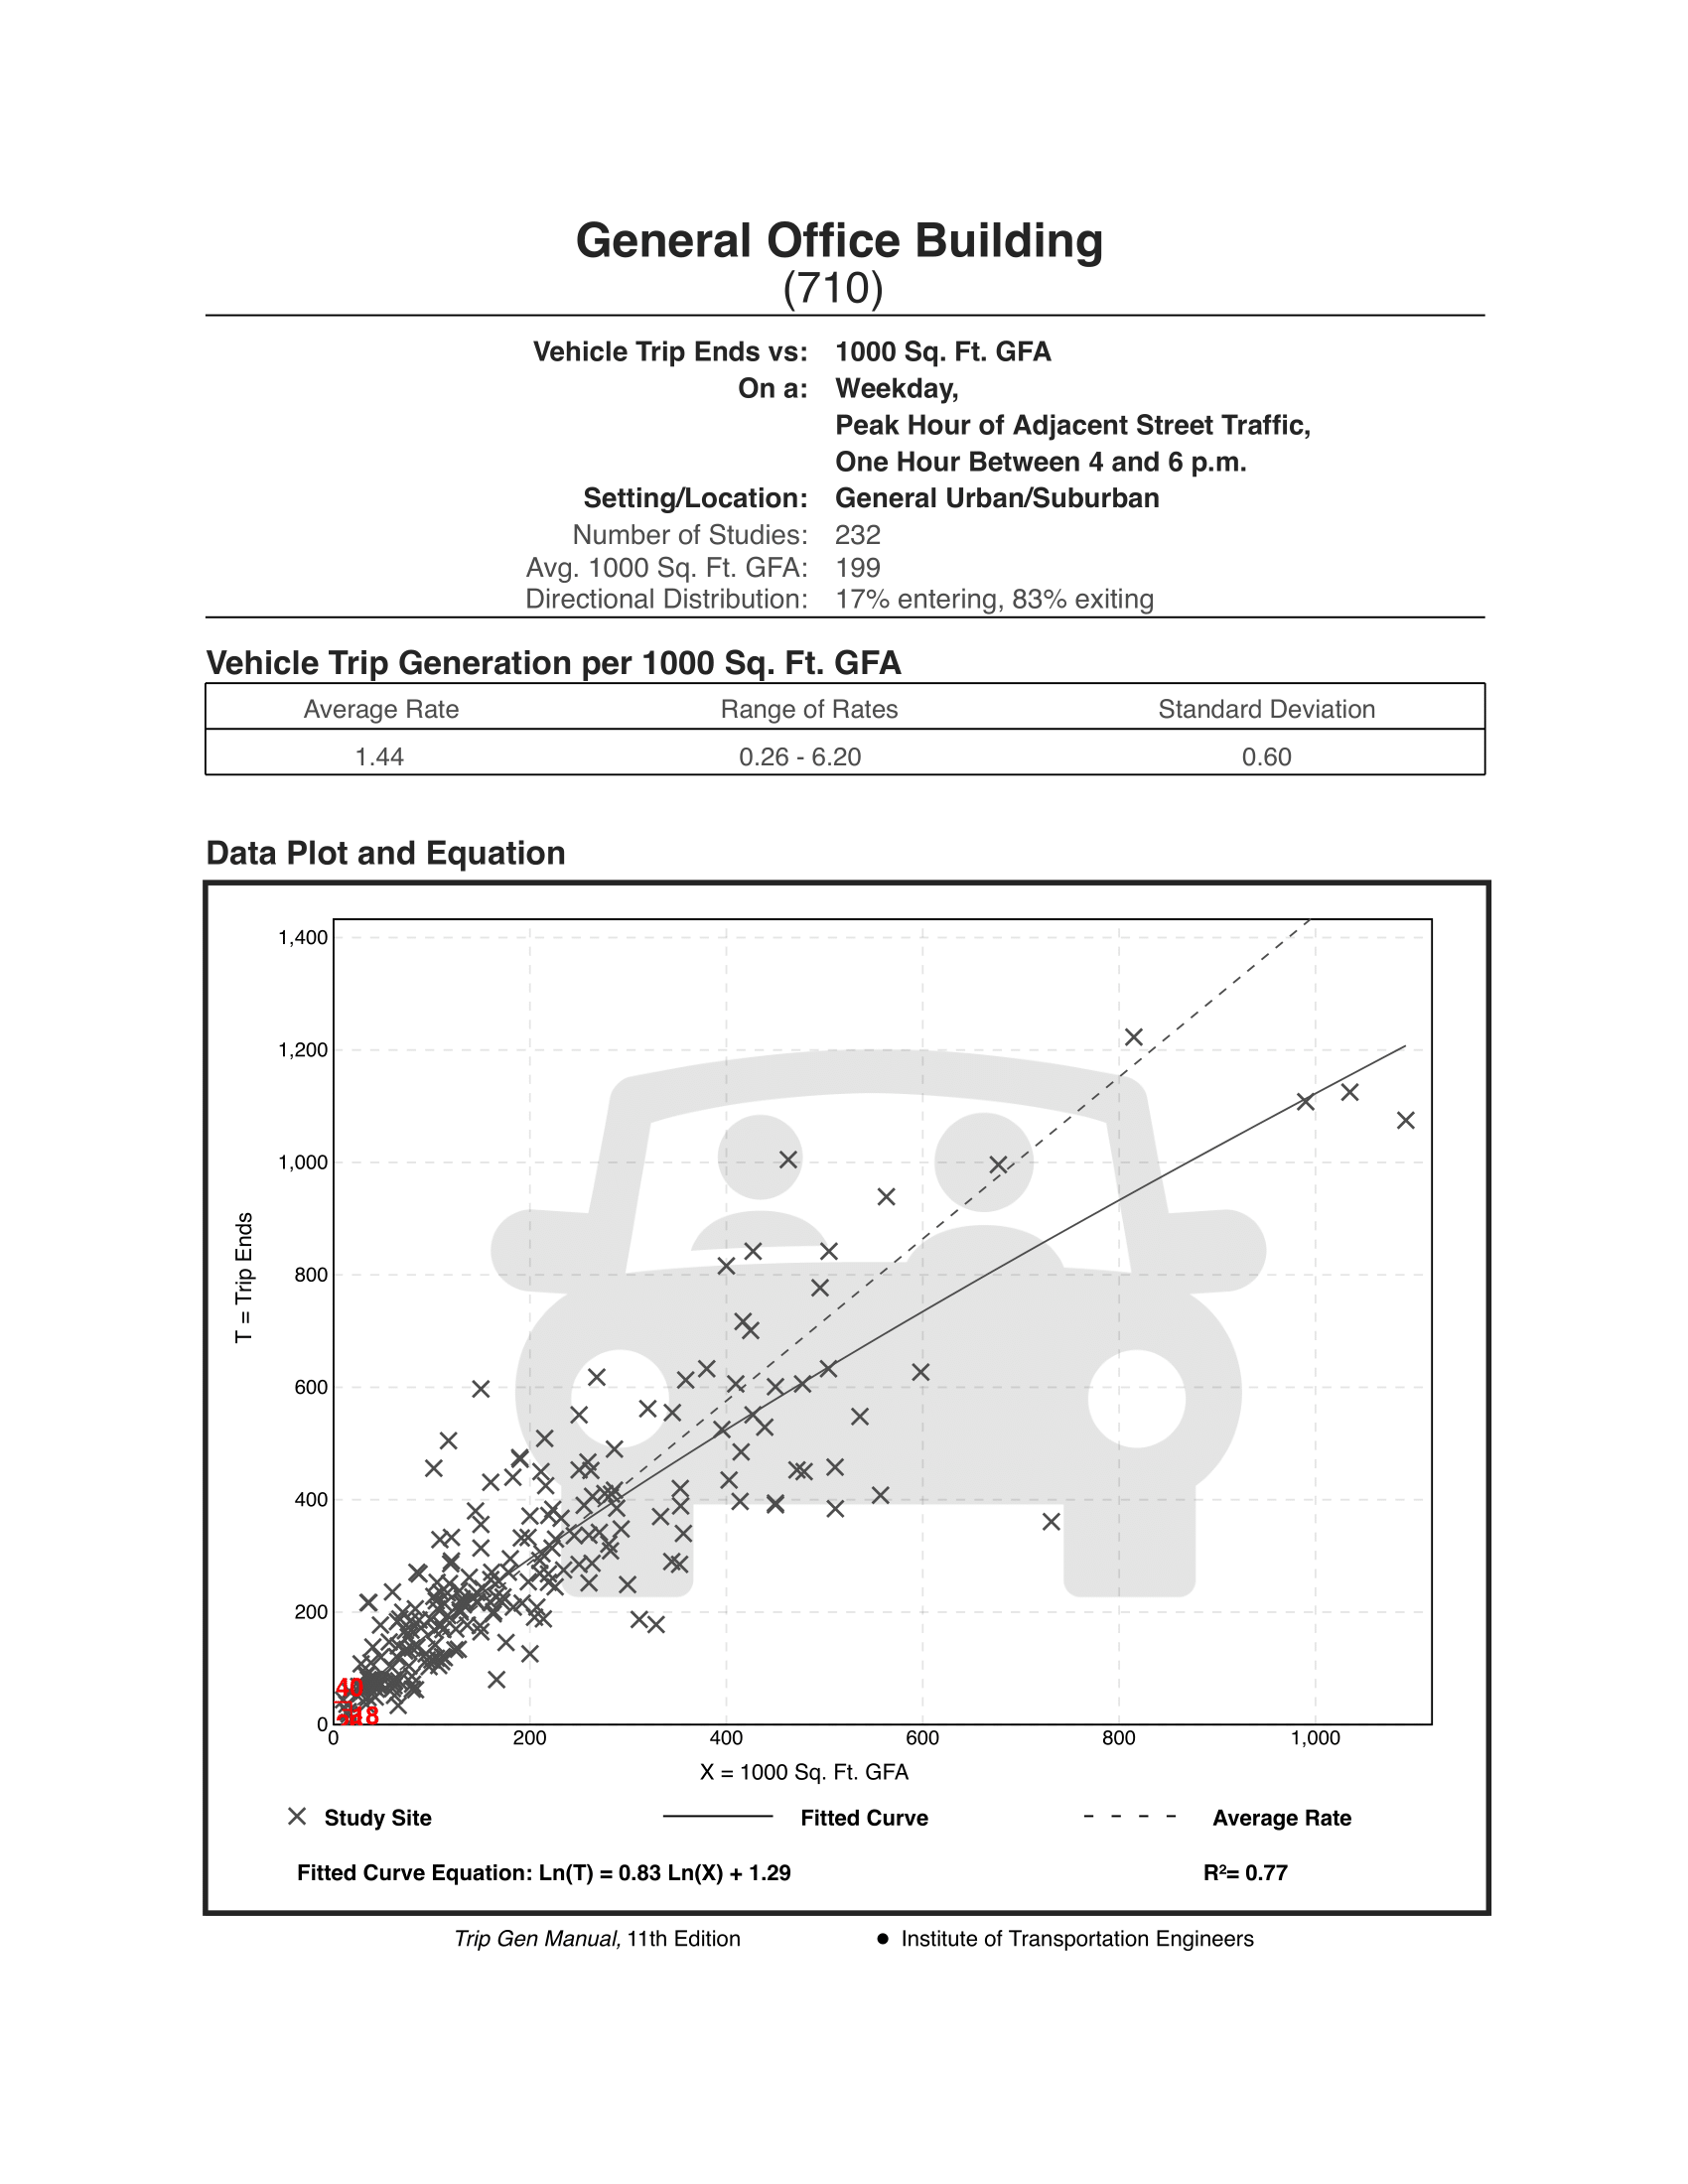 General Office Building
(710)
Vehicle Trip Ends vs: 1000 Sq. Ft. GFA
On a: Weekday,
Peak Hour of Adjacent Street Traffic,
One Hour Between 4 and 6 p.m.
Setting/Location: General Urban/Suburban
Number of Studies: 232
Avg. 1000 Sq. Ft. GFA: 199
Directional Distribution: 17% entering, 83% exiting
Vehicle Trip Generation per 1000 Sq. Ft. GFA
Average Rate Range of Rates Standard Deviation
1.44 0.26 - 6.20 0.60
Data Plot and Equation
1,400
1,200
1,000
800
600
400
200
0
T = Trip Ends
0 200 400 600 800 1,000
X = 1000 Sq. Ft. GFA
Study Site Fitted Curve Average Rate
Fitted Curve Equation: Ln(T) = 0.83 Ln(X) + 1.29 R²= 0.77
Trip Gen Manual, 11th Edition ● Institute of Transportation Engineers